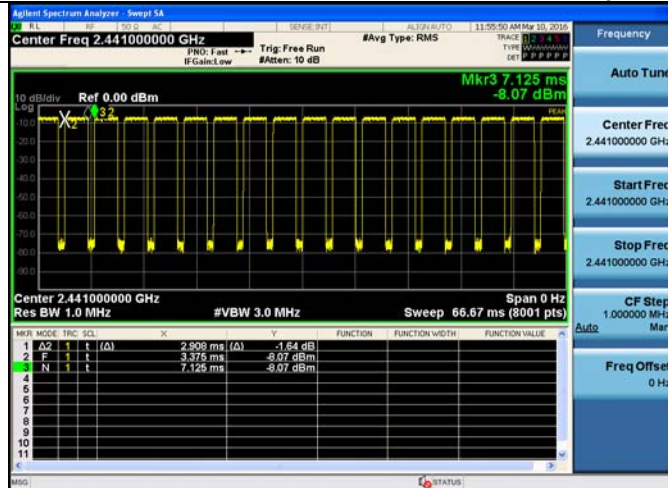 Agilent Spectrum Analyzer - Swept SA
RL RF 50 Ω AC SENSE:INT ALIGN AUTO 11:55:50 AM Mar 10, 2016
Center Freq 2.441000000 GHz
PNO: Fast
IFGain:Low
Trig: Free Run
#Atten: 10 dB
#Avg Type: RMS
TRACE 1 2 3 4 5 6
TYPE
DET P P P P P P
Mkr3 7.125 ms
-8.07 dBm
10 dB/div Ref 0.00 dBm
Log
PEAK
-10.0
-20.0
-30.0
-40.0
-50.0
-60.0
-70.0
-80.0
-90.0
X2
3 2
Center 2.441000000 GHz Span 0 Hz
Res BW 1.0 MHz #VBW 3.0 MHz Sweep 66.67 ms (8001 pts)
MKR MODE TRC SCL X Y FUNCTION FUNCTION WIDTH FUNCTION VALUE
1 Δ2 1 t (Δ) 2.908 ms (Δ) -1.64 dB
2 F 1 t 3.375 ms -8.07 dBm
3 N 1 t 7.125 ms -8.07 dBm
4
5
6
7
8
9
10
11
MSG STATUS
Frequency
Auto Tune
Center Freq
2.441000000 GHz
Start Freq
2.441000000 GHz
Stop Freq
2.441000000 GHz
CF Step
1.000000 MHz
Auto Man
Freq Offset
0 Hz